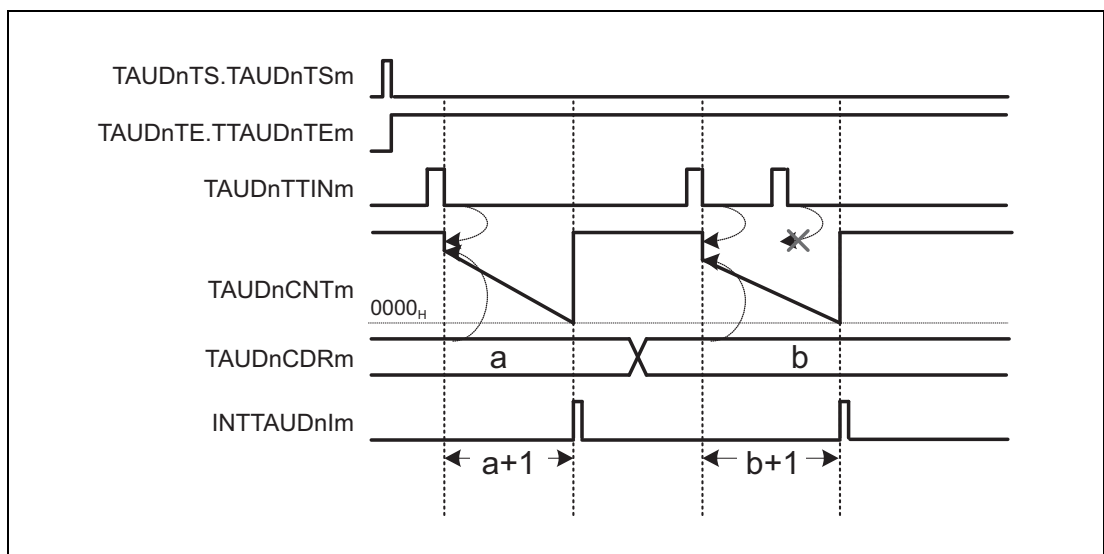 TAUDnTS.TAUDnTSm
TAUDnTE.TTAUDnTEm
TAUDnTTINm
TAUDnCNTm
0000H
TAUDnCDRm
a
b
INTTAUDnIm
a+1
b+1